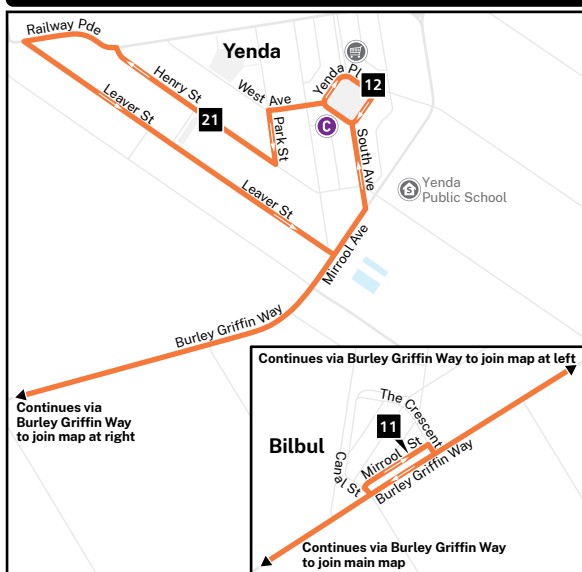 Railway Pde
Yenda
Henry St
West Ave
Yenda Pl
12
Leaver St
21
C
Park St
South Ave
S
Yenda
Public School
Leaver St
Mirrool Ave
Burley Griffin Way
Continues via
Burley Griffin Way
to join map at right
Continues via Burley Griffin Way to join map at left
The Crescent
11
Bilbul
Mirrool St
Canal St
Burley Griffin Way
Continues via Burley Griffin Way
to join main map